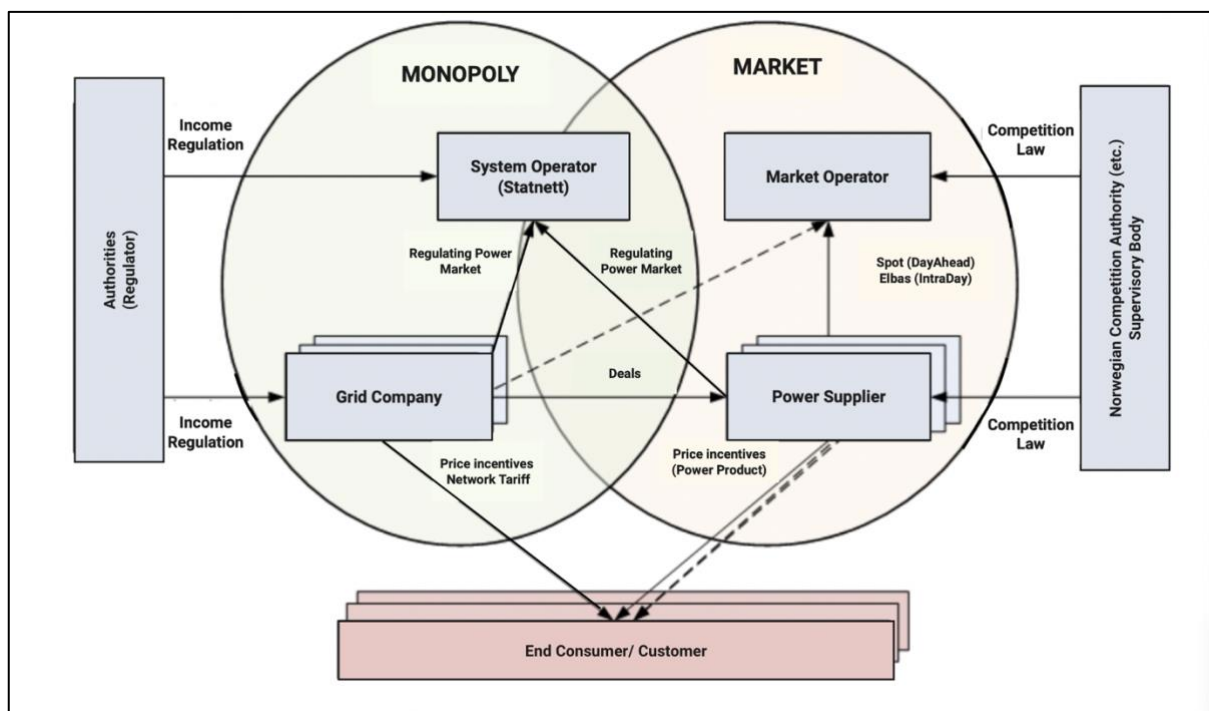 MONOPOLY
MARKET
Income
Regulation
System Operator
(Statnett)
Market Operator
Competition
Law
Authorities
(Regulator)
Norwegian Competition Authority (etc.)
Supervisory Body
Regulating Power
Market
Regulating
Power Market
Spot (DayAhead)
Elbas (IntraDay)
Grid Company
Deals
Power Supplier
Income
Regulation
Competition
Law
Price incentives
Network Tariff
Price incentives
(Power Product)
End Consumer/ Customer